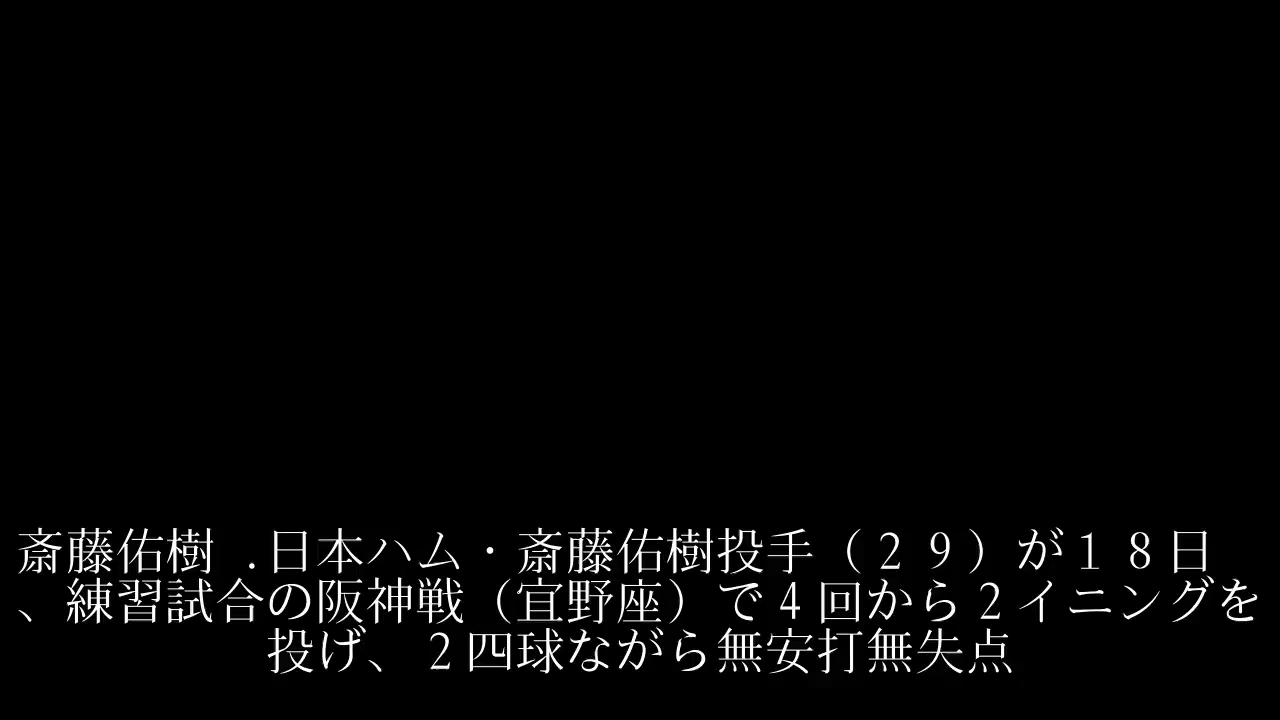 斎藤佑樹 .日本ハム・斎藤佑樹投手（２９）が１８日
、練習試合の阪神戦（宜野座）で４回から２イニングを
投げ、２四球ながら無安打無失点